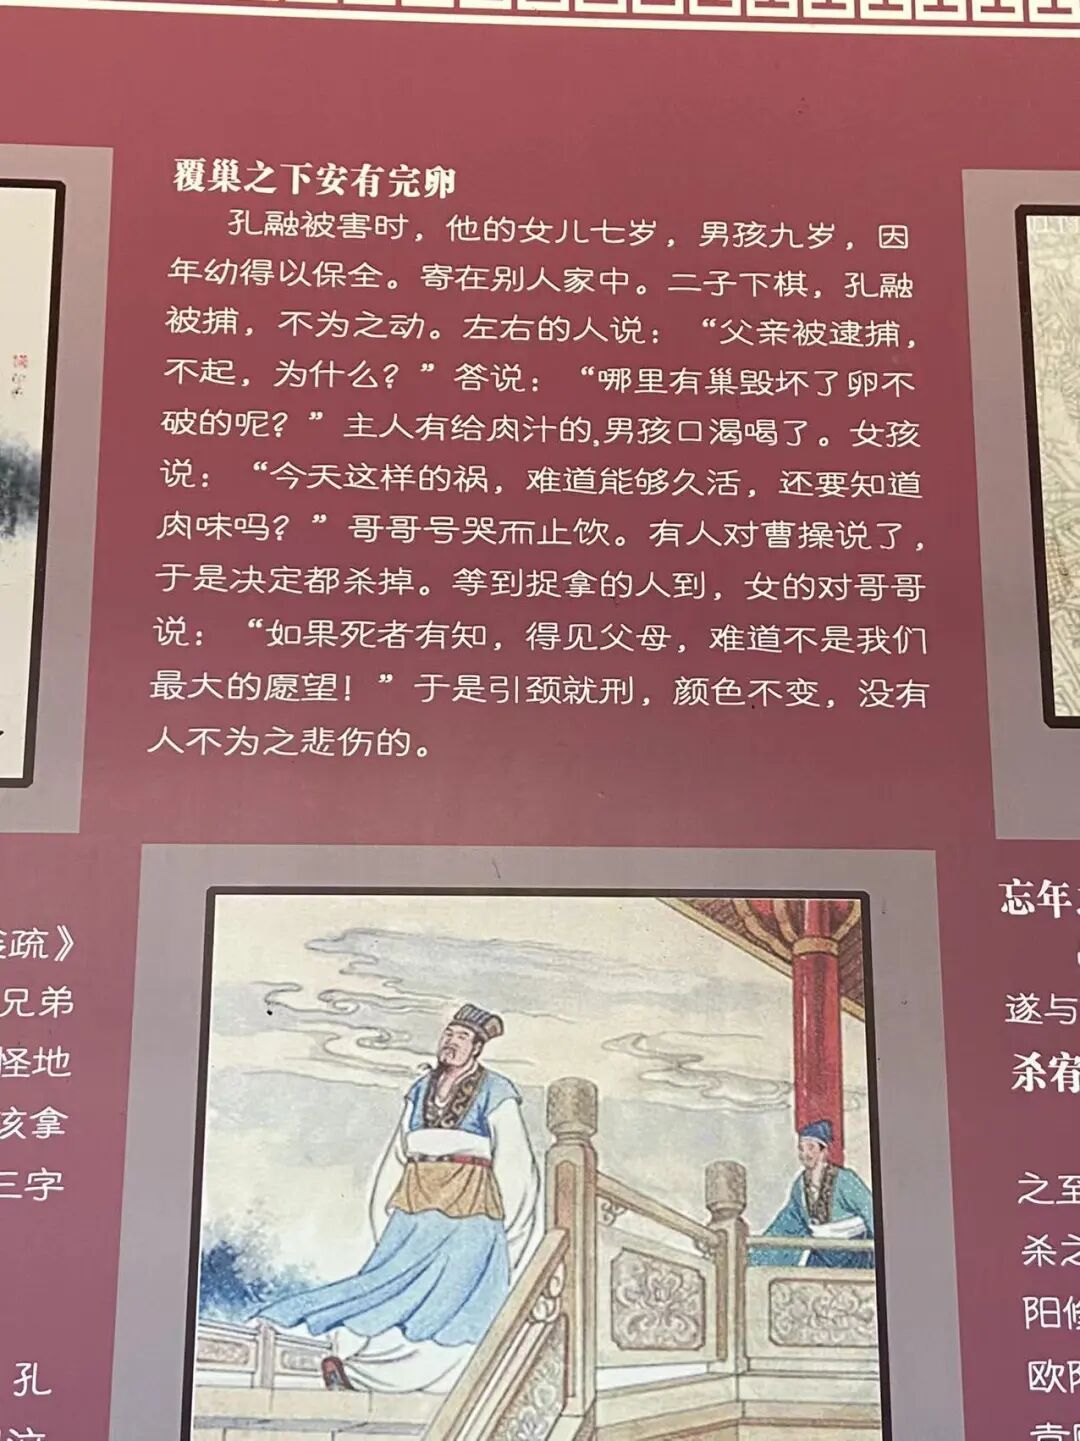 覆巢之下安有完卵
孔融被害时，他的女儿七岁，男孩九岁，因
年幼得以保全。寄在别人家中。二子下棋，孔融
被捕，不为之动。左右的人说：“父亲被逮捕，
不起，为什么？”答说：“哪里有巢毁坏了卵不
破的呢？”主人有给肉汁的,男孩口渴喝了。女孩
说：“今天这样的祸，难道能够久活，还要知道
肉味吗？”哥哥号哭而止饮。有人对曹操说了，
于是决定都杀掉。等到捉拿的人到，女的对哥哥
说：“如果死者有知，得见父母，难道不是我们
最大的愿望！”于是引颈就刑，颜色不变，没有
人不为之悲伤的。
疏》
兄弟
怪地
孩拿
三字
孔
忘年
遂与
杀宥
之至
杀之
阳修
欧阳